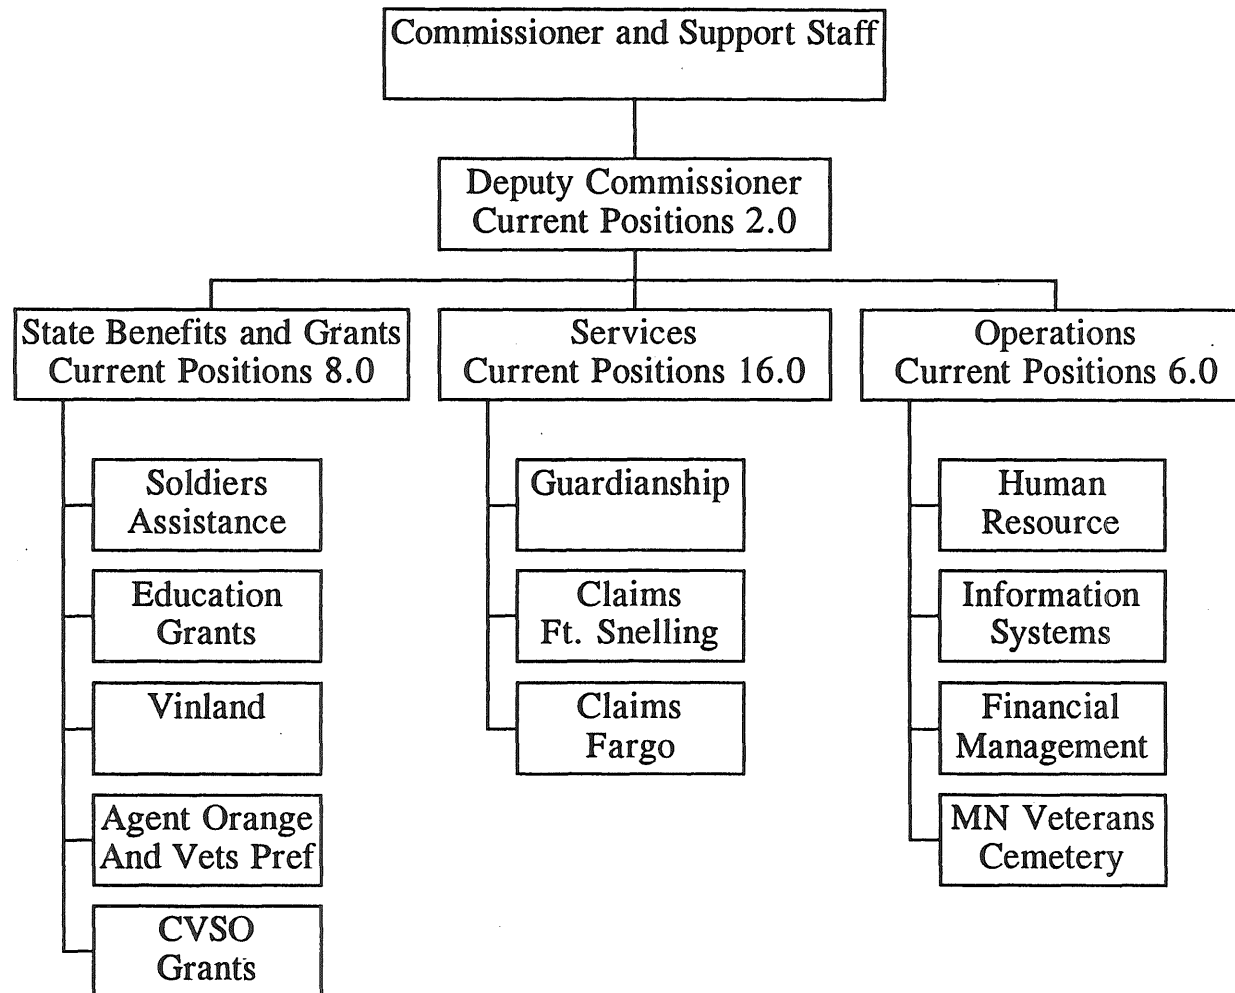 Commissioner and Support Staff
Deputy Commissioner
Current Positions 2.0
State Benefits and Grants
Current Positions 8.0
Services
Current Positions 16.0
Operations
Current Positions 6.0
Soldiers
Assistance
Education
Grants
Vinland
Agent Orange
And Vets Pref
CVSO
Grants
Guardianship
Claims
Ft. Snelling
Claims
Fargo
Human
Resource
Information
Systems
Financial
Management
MN Veterans
Cemetery